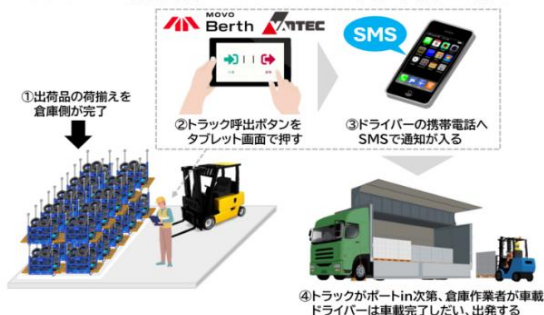 MOVO
Berth
VANTEC
SMS
①出荷品の荷揃えを
倉庫側が完了
②トラック呼出ボタンを
タブレット画面で押す
③ドライバーの携帯電話へ
SMSで通知が入る
④トラックがポートin次第、倉庫作業者が車載
ドライバーは車載完了しだい、出発する